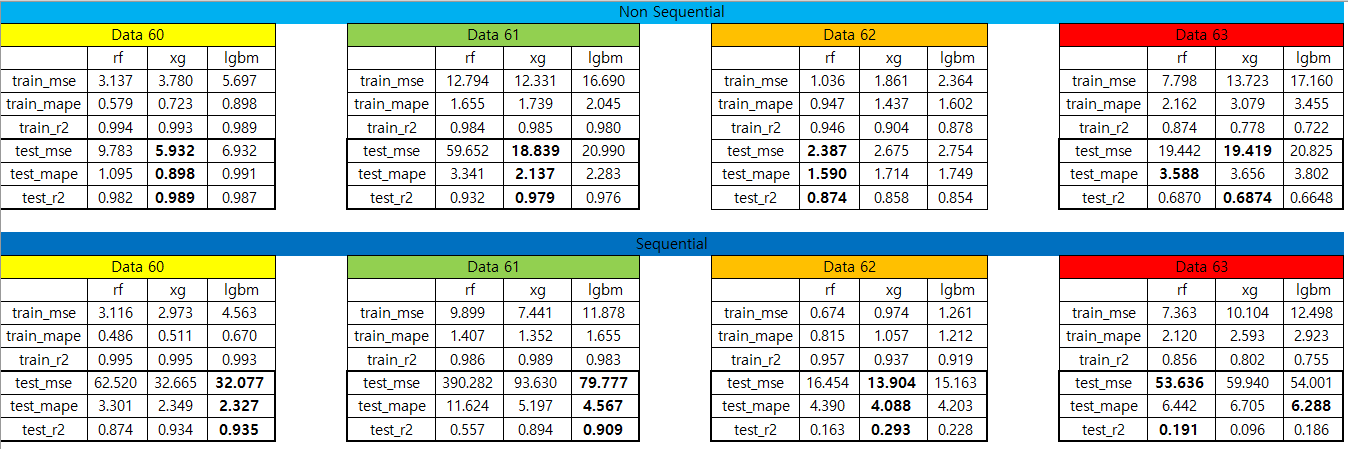 Non Sequential
Data 60 Data 61 Data 62 Data 63
rf xg lgbm rf xg lgbm rf xg lgbm rf xg lgbm
train_mse 3.137 3.780 5.697 train_mse 12.794 12.331 16.690 train_mse 1.036 1.861 2.364 train_mse 7.798 13.723 17.160
train_mape 0.579 0.723 0.898 train_mape 1.655 1.739 2.045 train_mape 0.947 1.437 1.602 train_mape 2.162 3.079 3.455
train_r2 0.994 0.993 0.989 train_r2 0.984 0.985 0.980 train_r2 0.946 0.904 0.878 train_r2 0.874 0.778 0.722
test_mse 9.783 5.932 6.932 test_mse 59.652 18.839 20.990 test_mse 2.387 2.675 2.754 test_mse 19.442 19.419 20.825
test_mape 1.095 0.898 0.991 test_mape 3.341 2.137 2.283 test_mape 1.590 1.714 1.749 test_mape 3.588 3.656 3.802
test_r2 0.982 0.989 0.987 test_r2 0.932 0.979 0.976 test_r2 0.874 0.858 0.854 test_r2 0.6870 0.6874 0.6648
Sequential
Data 60 Data 61 Data 62 Data 63
rf xg lgbm rf xg lgbm rf xg lgbm rf xg lgbm
train_mse 3.116 2.973 4.563 train_mse 9.899 7.441 11.878 train_mse 0.674 0.974 1.261 train_mse 7.363 10.104 12.498
train_mape 0.486 0.511 0.670 train_mape 1.407 1.352 1.655 train_mape 0.815 1.057 1.212 train_mape 2.120 2.593 2.923
train_r2 0.995 0.995 0.993 train_r2 0.986 0.989 0.983 train_r2 0.957 0.937 0.919 train_r2 0.856 0.802 0.755
test_mse 62.520 32.665 32.077 test_mse 390.282 93.630 79.777 test_mse 16.454 13.904 15.163 test_mse 53.636 59.940 54.001
test_mape 3.301 2.349 2.327 test_mape 11.624 5.197 4.567 test_mape 4.390 4.088 4.203 test_mape 6.442 6.705 6.288
test_r2 0.874 0.934 0.935 test_r2 0.557 0.894 0.909 test_r2 0.163 0.293 0.228 test_r2 0.191 0.096 0.186